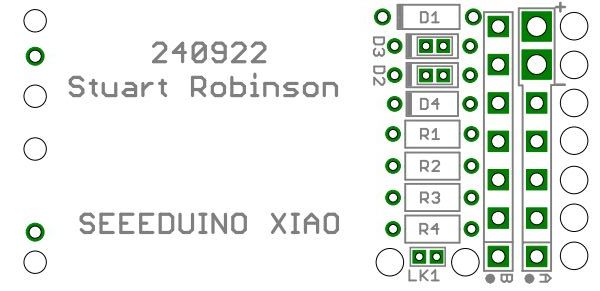 240922
Stuart Robinson
SEEEDUINO XIAO
D1
D3
D2
D4
R1
R2
R3
R4
LK1
B
A
+
-